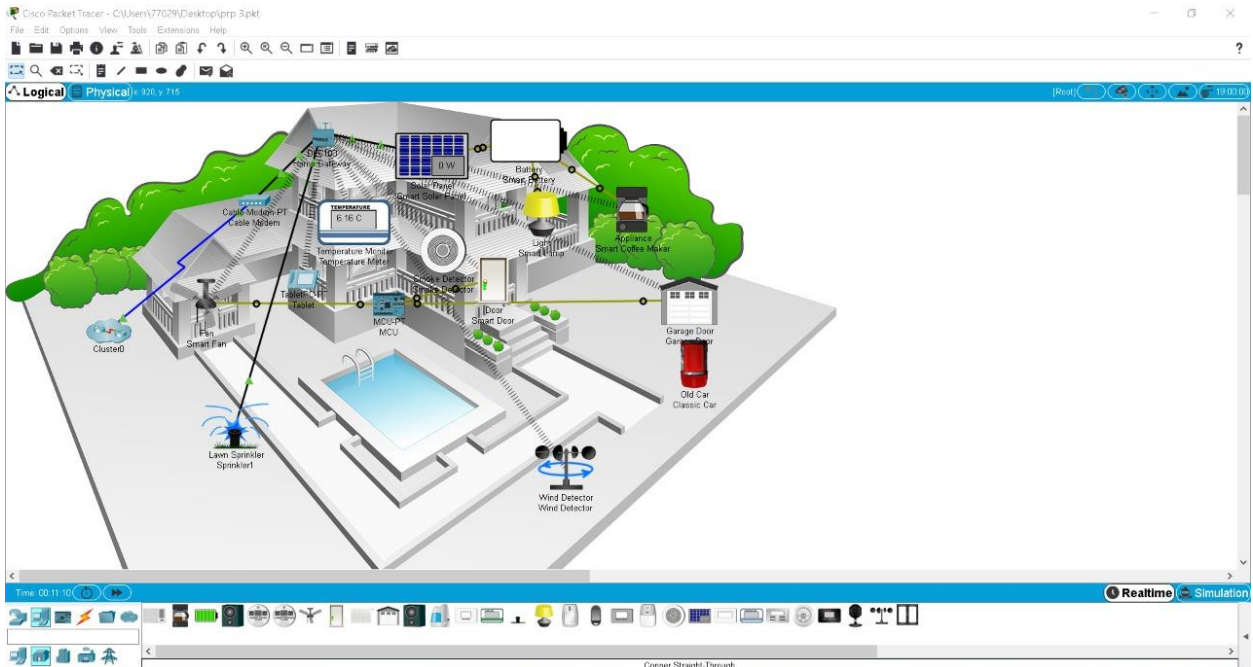 Cisco Packet Tracer - C:\Users\77029\Desktop\prp 3.pkt
File Edit Options View Tools Extensions Help
?
Logical Physical x: 920, y: 715
[Root] 19:00:00
0 W
Battery
Smart Battery
Home Gateway
Solar Panel
Smart Solar Panel
Cable-Modem-PT
Cable Modem
TEMPERATURE
6.16 C
Temperature Monitor
Temperature Meter
Light
Smart Lamp
Appliance
Smart Coffee Maker
Smoke Detector
Smoke Detector
Tablet
MCU-PT
MCU
Door
Smart Door
Garage Door
Garage Door
Cluster0
Fan
Smart Fan
Old Car
Classic Car
Lawn Sprinkler
Sprinkler1
Wind Detector
Wind Detector
Time: 00:11:10
Realtime Simulation
Copper Straight-Through